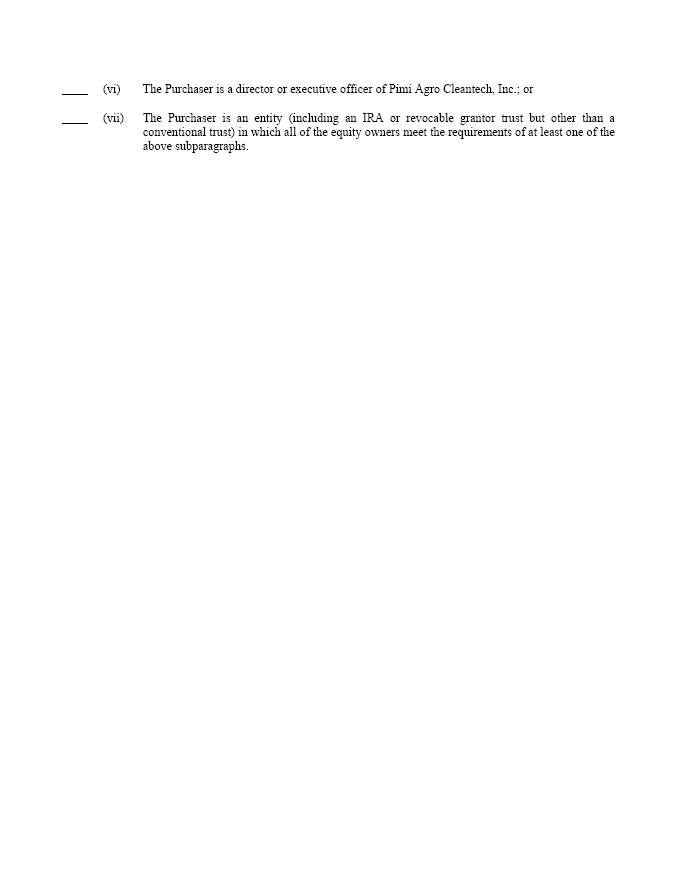 ____ (vi) The Purchaser is a director or executive officer of Pimi Agro Cleantech, Inc.; or
____ (vii) The Purchaser is an entity (including an IRA or revocable grantor trust but other than a
conventional trust) in which all of the equity owners meet the requirements of at least one of the
above subparagraphs.